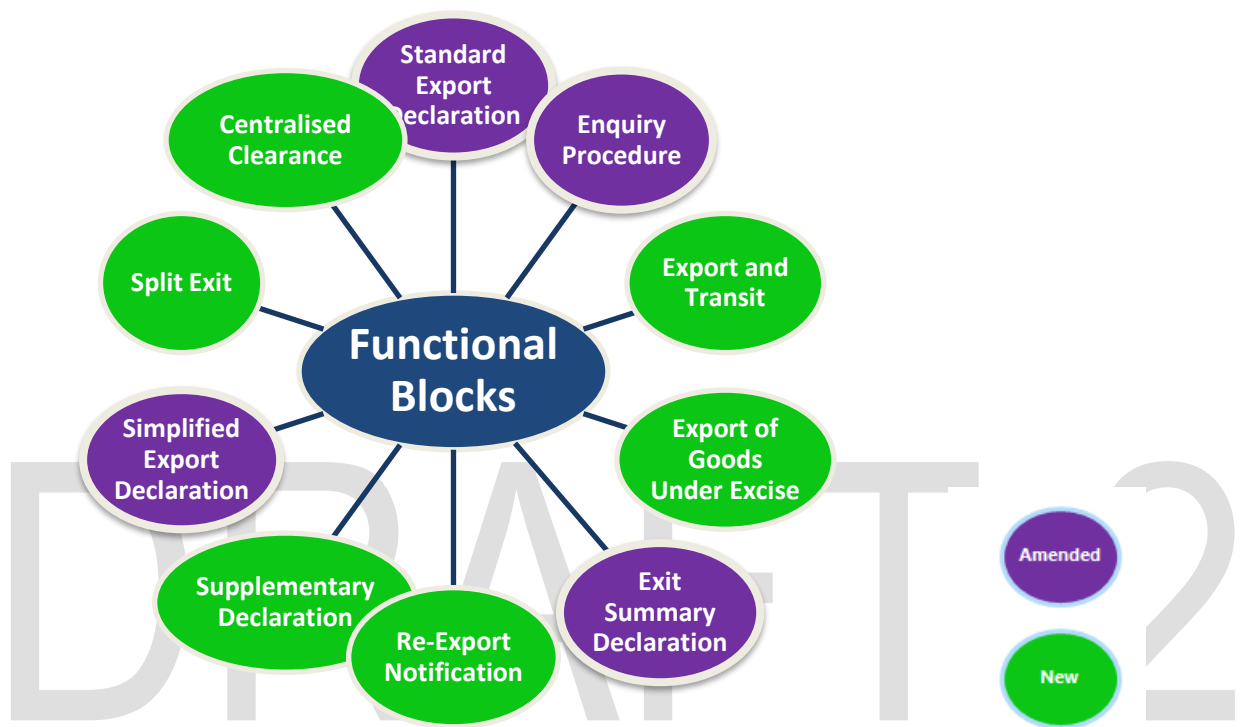 Standard
Export
Declaration
Enquiry
Procedure
Centralised
Clearance
Export and
Transit
Split Exit
Functional
Blocks
Simplified
Export
Declaration
Export of
Goods
Under Excise
Supplementary
Declaration
Re-Export
Notification
Exit
Summary
Declaration
Amended
New
DRAFT 2